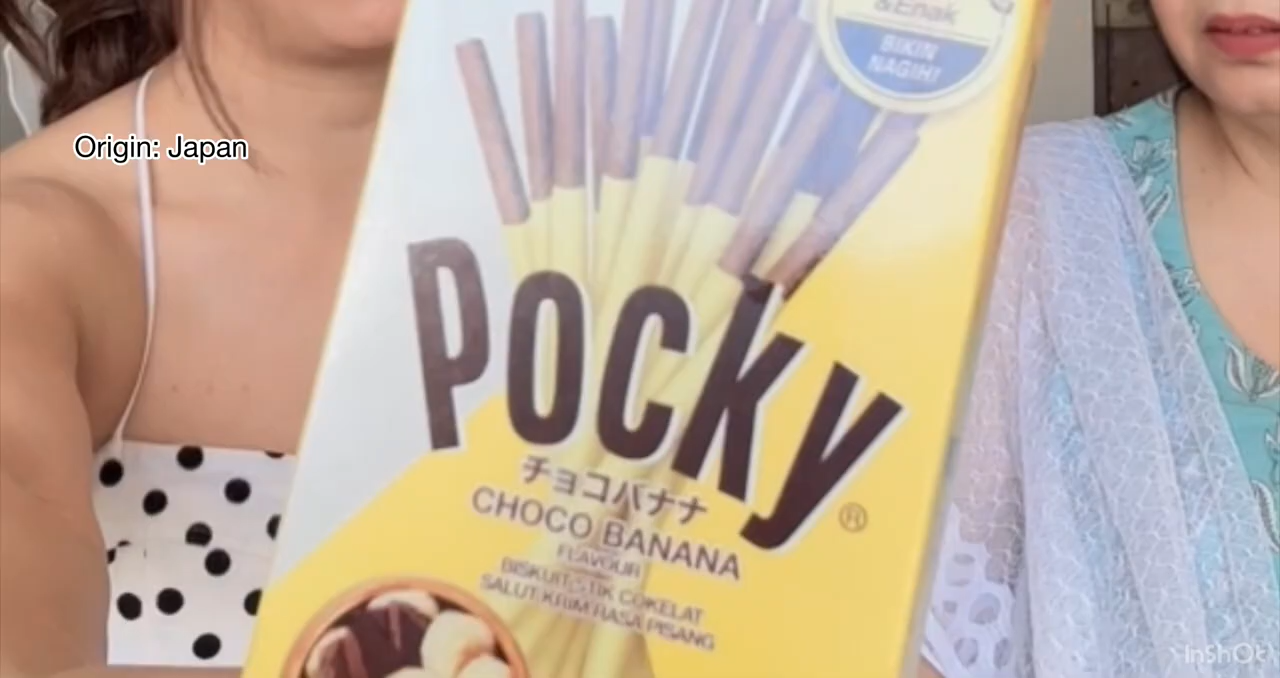 &Enak
BIKIN
NAGIH!
Origin: Japan
POCKY®
チョコバナナ
CHOCO BANANA
FLAVOUR
BISKUIT STIK COKELAT
SALUT KRIM RASA PISANG
InShOt